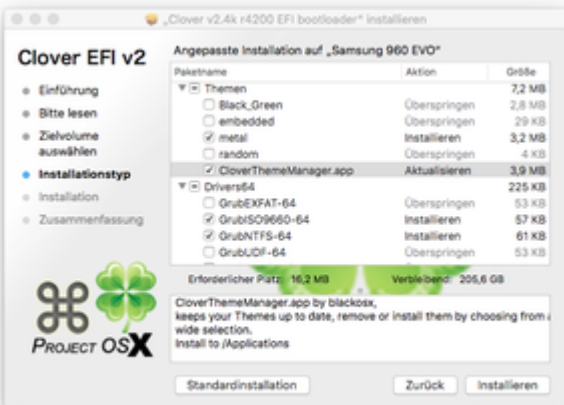 „Clover v2.4k r4200 EFI bootloader“ installieren
Clover EFI v2
Einführung
Bitte lesen
Zielvolume
auswählen
Installationstyp
Installation
Zusammenfassung
PROJECT OSX
Angepasste Installation auf „Samsung 960 EVO“
Paketname Aktion Größe
Themen 7,2 MB
Black_Green Überspringen 2,8 MB
embedded Überspringen 29 KB
metal Installieren 3,2 MB
random Überspringen 4 KB
CloverThemeManager.app Aktualisieren 3,9 MB
Drivers64 225 KB
GrubEXFAT-64 Überspringen 53 KB
GrubISO9660-64 Installieren 57 KB
GrubNTFS-64 Installieren 61 KB
GrubUDF-64 Überspringen 53 KB
Erforderlicher Platz: 16,2 MB Verbleibend: 205,6 GB
CloverThemeManager.app by blackosx,
keeps your Themes up to date, remove or install them by choosing from a
wide selection.
Install to /Applications
Standardinstallation Zurück Installieren